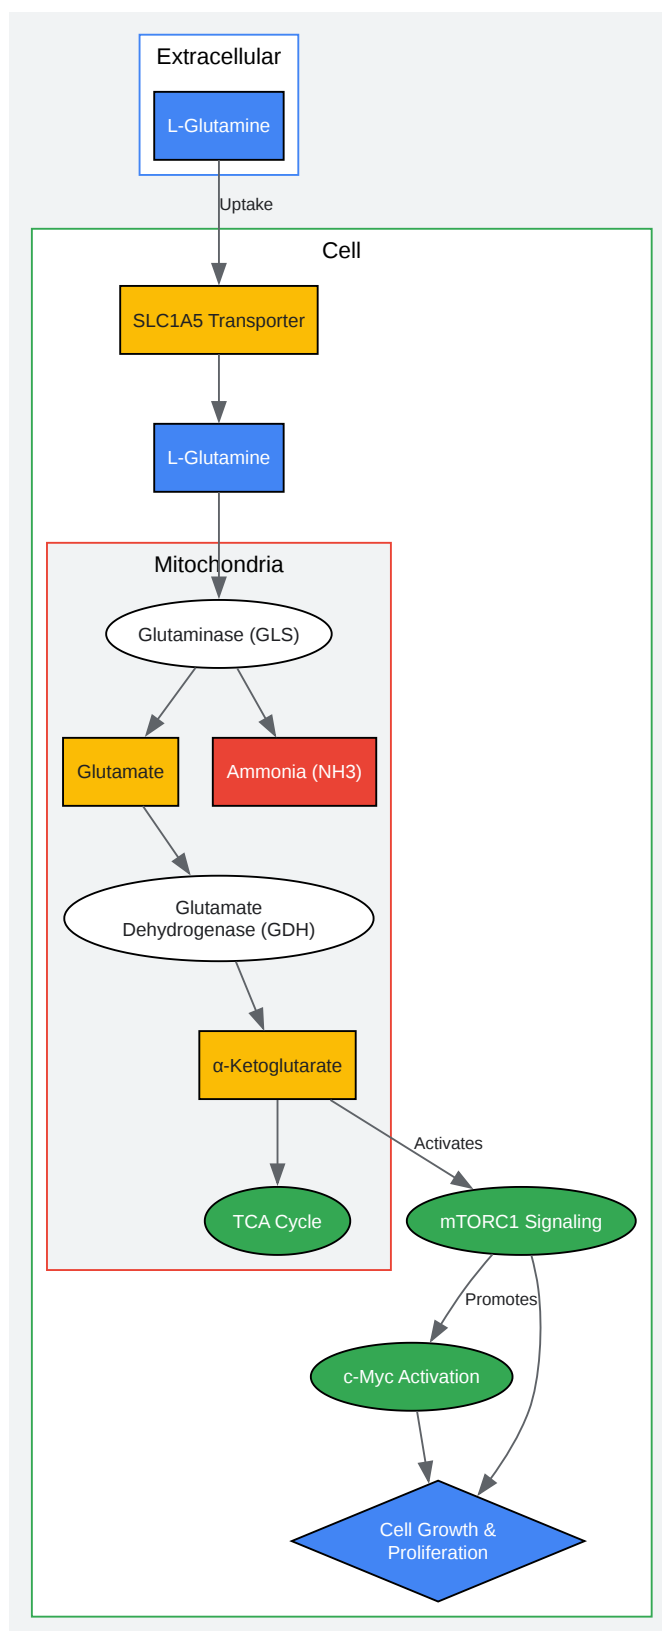 Extracellular
L-Glutamine
Uptake
Cell
SLC1A5 Transporter
L-Glutamine
Mitochondria
Glutaminase (GLS)
Glutamate
Ammonia (NH3)
Glutamate
Dehydrogenase (GDH)
α-Ketoglutarate
Activates
TCA Cycle
mTORC1 Signaling
Promotes
c-Myc Activation
Cell Growth &
Proliferation